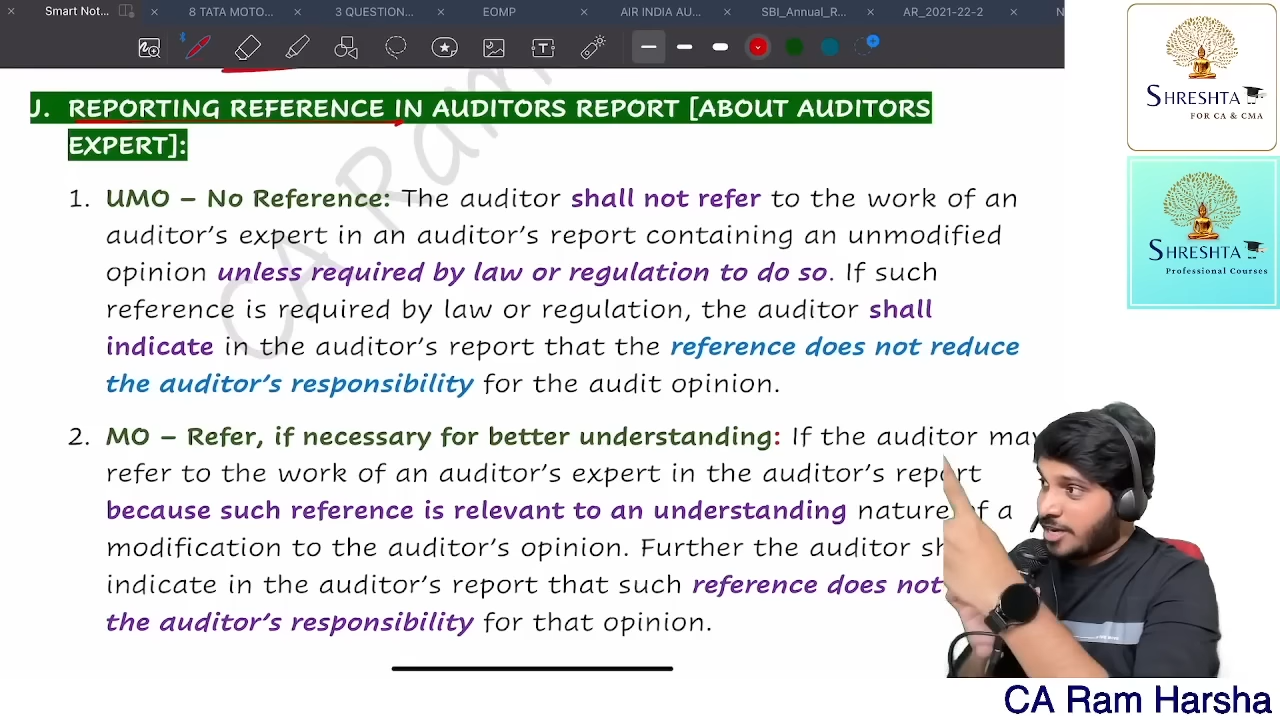 Smart Not...
8 TATA MOTO...
3 QUESTION...
EOMP
AIR INDIA AU...
SBI_Annual_R...
AR_2021-22-2
N
J. REPORTING REFERENCE IN AUDITORS REPORT [ABOUT AUDITORS
EXPERT]:
1. UMO – No Reference: The auditor shall not refer to the work of an
auditor's expert in an auditor's report containing an unmodified
opinion unless required by law or regulation to do so. If such
reference is required by law or regulation, the auditor shall
indicate in the auditor's report that the reference does not reduce
the auditor's responsibility for the audit opinion.
2. MO – Refer, if necessary for better understanding: If the auditor may
refer to the work of an auditor's expert in the auditor's report
because such reference is relevant to an understanding nature of a
modification to the auditor's opinion. Further the auditor sh
indicate in the auditor's report that such reference does not
the auditor's responsibility for that opinion.
CA Ram
SHRESHTA
FOR CA & CMA
SHRESHTA
Professional Courses
CA Ram Harsha